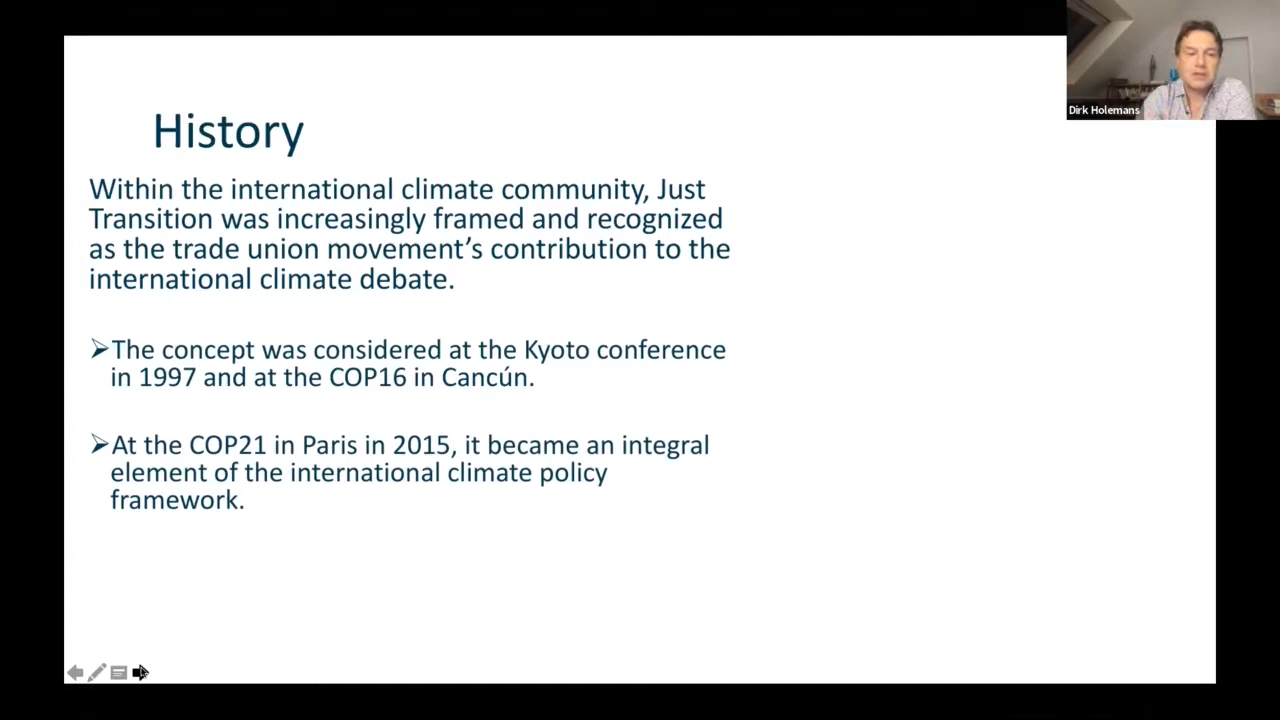 Dirk Holemans
History
Within the international climate community, Just
Transition was increasingly framed and recognized
as the trade union movement’s contribution to the
international climate debate.
➢The concept was considered at the Kyoto conference
in 1997 and at the COP16 in Cancún.
➢At the COP21 in Paris in 2015, it became an integral
element of the international climate policy
framework.